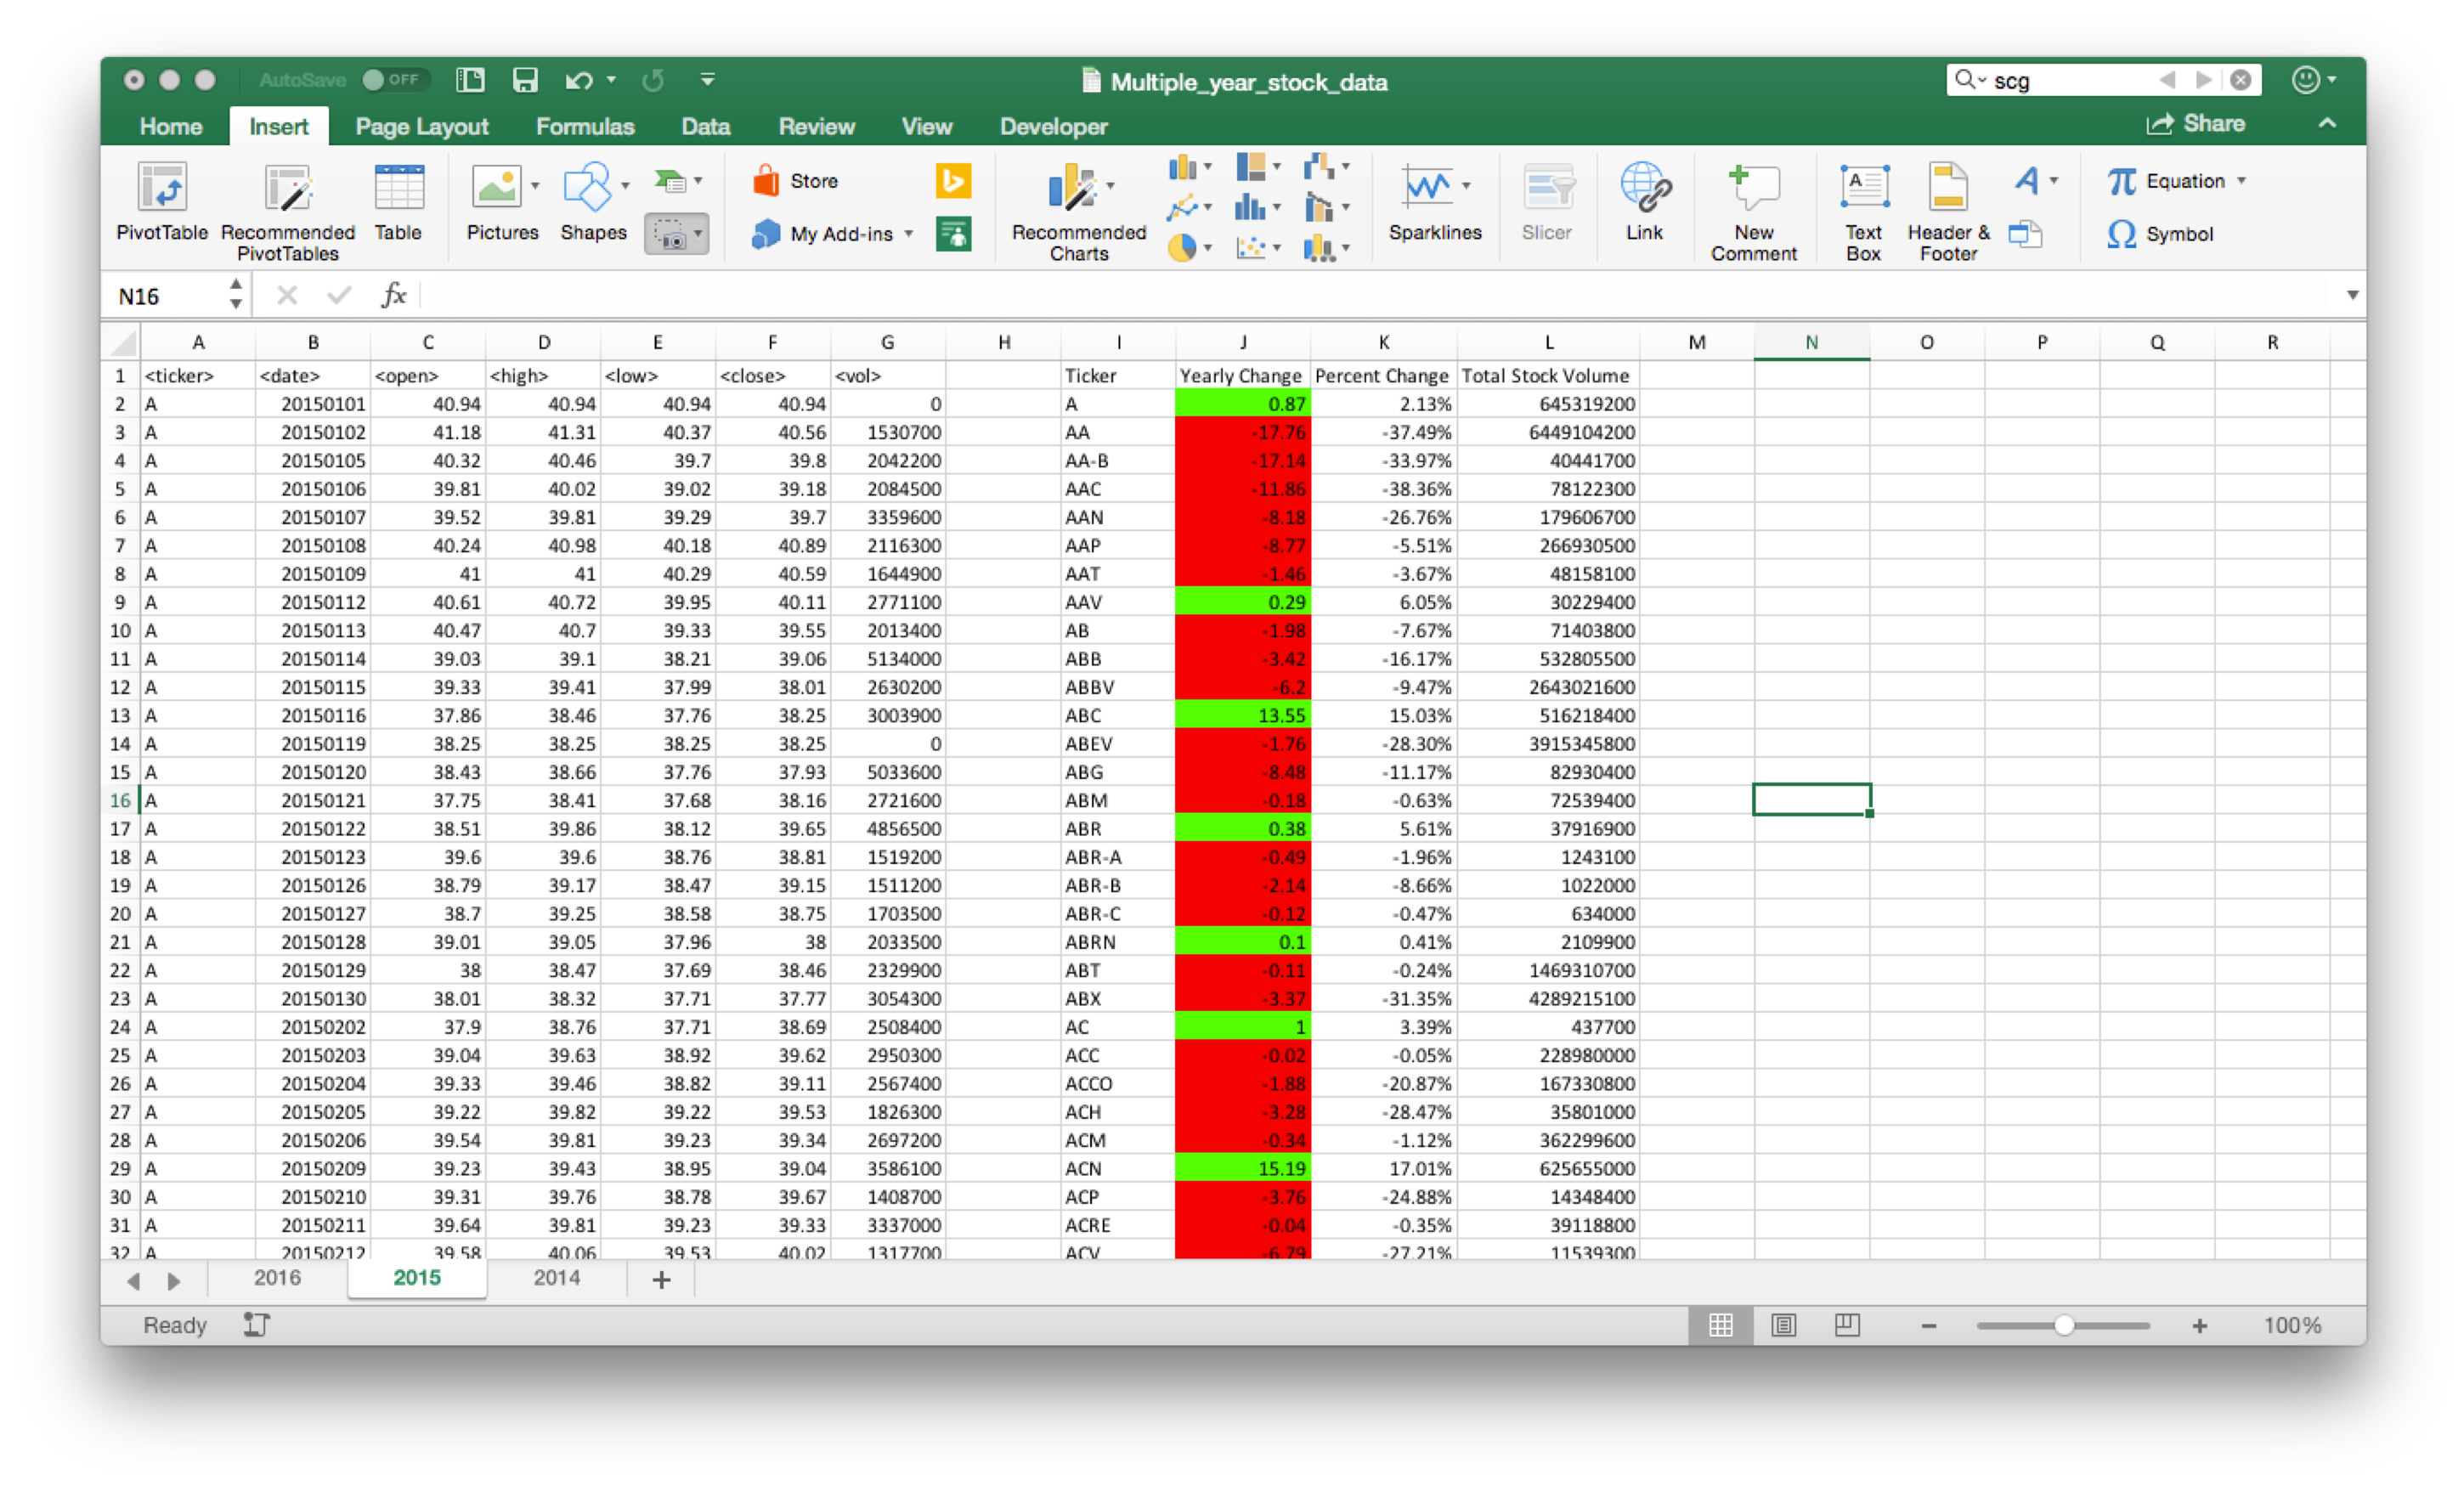 AutoSave OFF Multiple_year_stock_data scg
Home Insert Page Layout Formulas Data Review View Developer Share
Store Equation
My Add-ins Symbol
PivotTable Recommended Table Pictures Shapes Recommended Sparklines Slicer Link New Text Header &
PivotTables Charts Comment Box Footer
N16 fx
A B C D E F G H I J K L M N O P Q R
1 <ticker> <date> <open> <high> <low> <close> <vol> Ticker Yearly Change Percent Change Total Stock Volume
2 A 20150101 40.94 40.94 40.94 40.94 0 A 0.87 2.13% 645319200
3 A 20150102 41.18 41.31 40.37 40.56 1530700 AA -17.76 -37.49% 6449104200
4 A 20150105 40.32 40.46 39.7 39.8 2042200 AA-B -17.14 -33.97% 40441700
5 A 20150106 39.81 40.02 39.02 39.18 2084500 AAC -11.86 -38.36% 78122300
6 A 20150107 39.52 39.81 39.29 39.7 3359600 AAN -8.18 -26.76% 179606700
7 A 20150108 40.24 40.98 40.18 40.89 2116300 AAP -8.77 -5.51% 266930500
8 A 20150109 41 41 40.29 40.59 1644900 AAT -1.46 -3.67% 48158100
9 A 20150112 40.61 40.72 39.95 40.11 2771100 AAV 0.29 6.05% 30229400
10 A 20150113 40.47 40.7 39.33 39.55 2013400 AB -1.98 -7.67% 71403800
11 A 20150114 39.03 39.1 38.21 39.06 5134000 ABB -3.42 -16.17% 532805500
12 A 20150115 39.33 39.41 37.99 38.01 2630200 ABBV -6.2 -9.47% 2643021600
13 A 20150116 37.86 38.46 37.76 38.25 3003900 ABC 13.55 15.03% 516218400
14 A 20150119 38.25 38.25 38.25 38.25 0 ABEV -1.76 -28.30% 3915345800
15 A 20150120 38.43 38.66 37.76 37.93 5033600 ABG -8.48 -11.17% 82930400
16 A 20150121 37.75 38.41 37.68 38.16 2721600 ABM -0.18 -0.63% 72539400
17 A 20150122 38.51 39.86 38.12 39.65 4856500 ABR 0.38 5.61% 37916900
18 A 20150123 39.6 39.6 38.76 38.81 1519200 ABR-A -0.49 -1.96% 1243100
19 A 20150126 38.79 39.17 38.47 39.15 1511200 ABR-B -2.14 -8.66% 1022000
20 A 20150127 38.7 39.25 38.58 38.75 1703500 ABR-C -0.12 -0.47% 634000
21 A 20150128 39.01 39.05 37.96 38 2033500 ABRN 0.1 0.41% 2109900
22 A 20150129 38 38.47 37.69 38.46 2329900 ABT -0.11 -0.24% 1469310700
23 A 20150130 38.01 38.32 37.71 37.77 3054300 ABX -3.37 -31.35% 4289215100
24 A 20150202 37.9 38.76 37.71 38.69 2508400 AC 1 3.39% 437700
25 A 20150203 39.04 39.63 38.92 39.62 2950300 ACC -0.02 -0.05% 228980000
26 A 20150204 39.33 39.46 38.82 39.11 2567400 ACCO -1.88 -20.87% 167330800
27 A 20150205 39.22 39.82 39.22 39.53 1826300 ACH -3.28 -28.47% 35801000
28 A 20150206 39.54 39.81 39.23 39.34 2697200 ACM -0.34 -1.12% 362299600
29 A 20150209 39.23 39.43 38.95 39.04 3586100 ACN 15.19 17.01% 625655000
30 A 20150210 39.31 39.76 38.78 39.67 1408700 ACP -3.76 -24.88% 14348400
31 A 20150211 39.64 39.81 39.23 39.33 3337000 ACRE -0.04 -0.35% 39118800
32 A 20150212 39.58 40.06 39.53 40.02 1317700 ACV -6.79 -27.21% 11539300
2016 2015 2014 +
Ready 100%